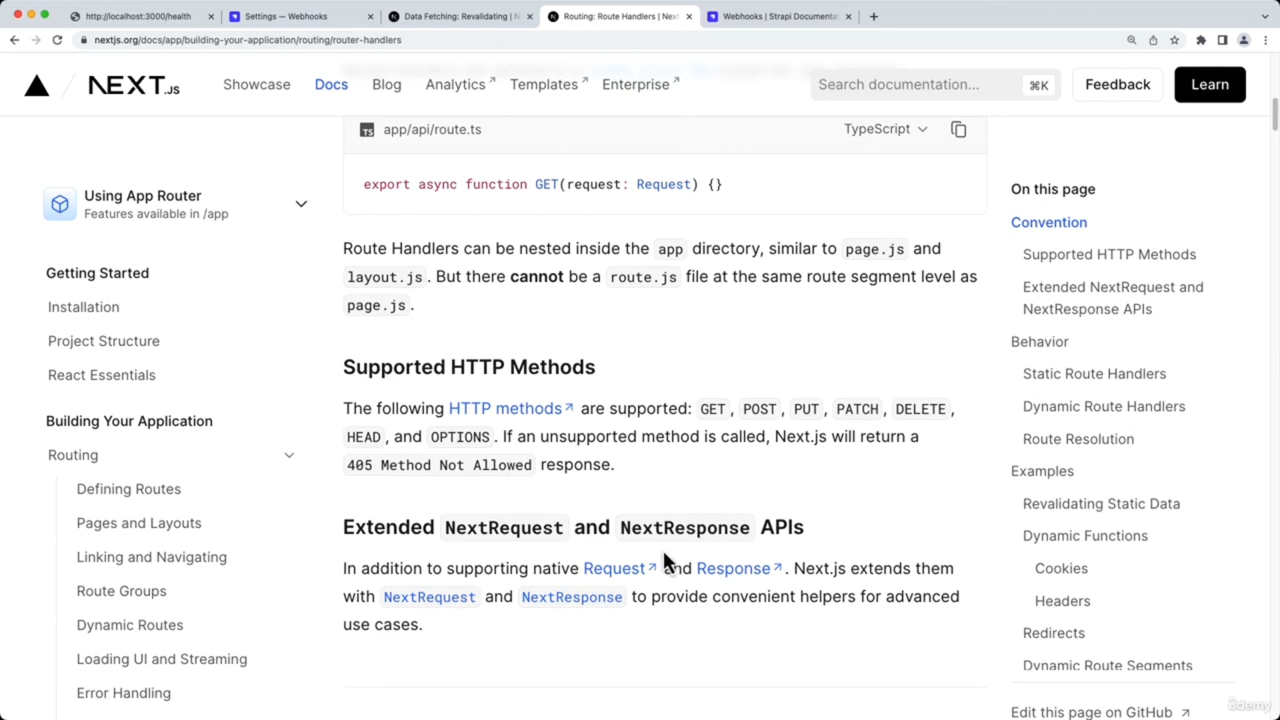 http://localhost:3000/health
Settings — Webhooks
Data Fetching: Revalidating | N
Routing: Route Handlers | Next
Webhooks | Strapi Documentat
nextjs.org/docs/app/building-your-application/routing/router-handlers
NEXT.JS
Showcase
Docs
Blog
Analytics
Templates
Enterprise
Search documentation...
⌘K
Feedback
Learn
Using App Router
Features available in /app
Getting Started
Installation
Project Structure
React Essentials
Building Your Application
Routing
Defining Routes
Pages and Layouts
Linking and Navigating
Route Groups
Dynamic Routes
Loading UI and Streaming
Error Handling
TS app/api/route.ts
TypeScript
export async function GET(request: Request) {}
Route Handlers can be nested inside the app directory, similar to page.js and
layout.js. But there cannot be a route.js file at the same route segment level as
page.js.
Supported HTTP Methods
The following HTTP methods↗ are supported: GET, POST, PUT, PATCH, DELETE,
HEAD, and OPTIONS. If an unsupported method is called, Next.js will return a
405 Method Not Allowed response.
Extended NextRequest and NextResponse APIs
In addition to supporting native Request↗ and Response↗. Next.js extends them
with NextRequest and NextResponse to provide convenient helpers for advanced
use cases.
On this page
Convention
Supported HTTP Methods
Extended NextRequest and
NextResponse APIs
Behavior
Static Route Handlers
Dynamic Route Handlers
Route Resolution
Examples
Revalidating Static Data
Dynamic Functions
Cookies
Headers
Redirects
Dynamic Route Segments
Edit this page on GitHub ↗
ûdemy